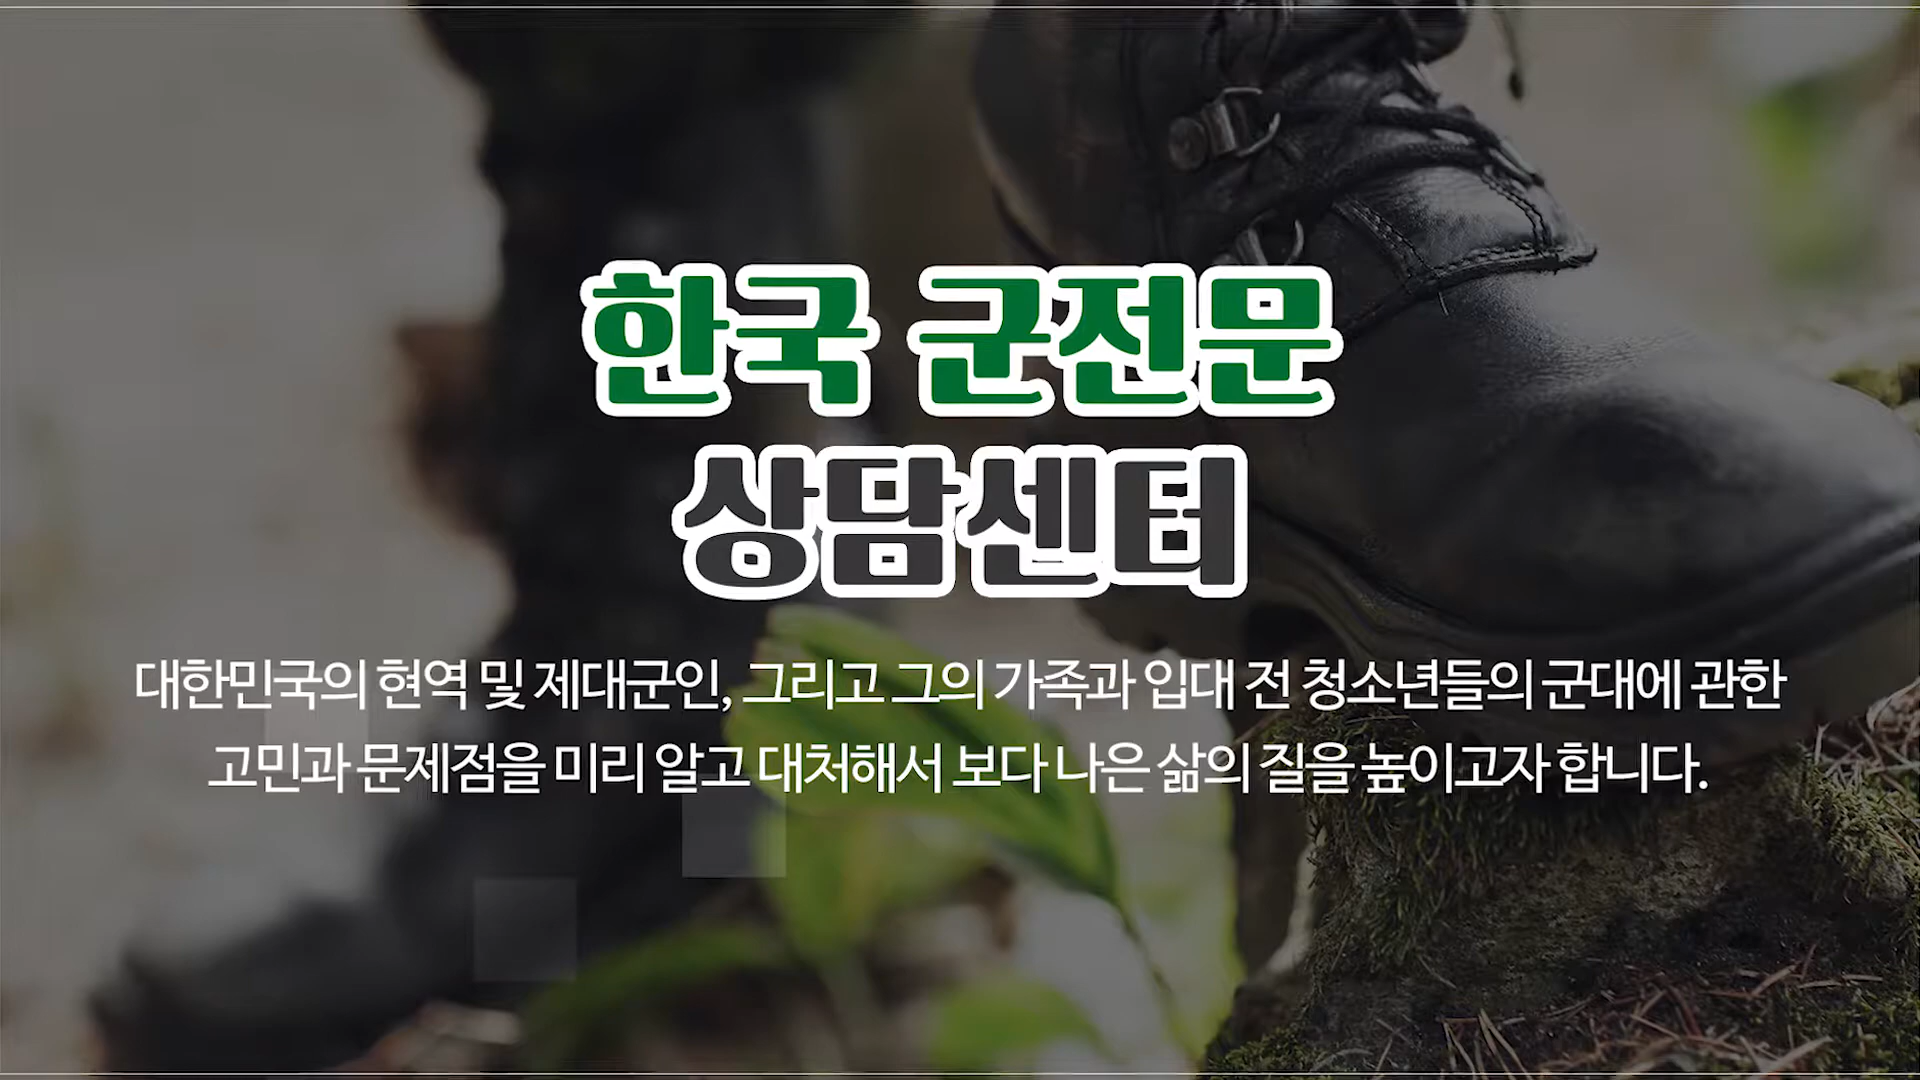 한국 군전문
상담센터
대한민국의 현역 및 제대군인, 그리고 그의 가족과 입대 전 청소년들의 군대에 관한
고민과 문제점을 미리 알고 대처해서 보다 나은 삶의 질을 높이고자 합니다.